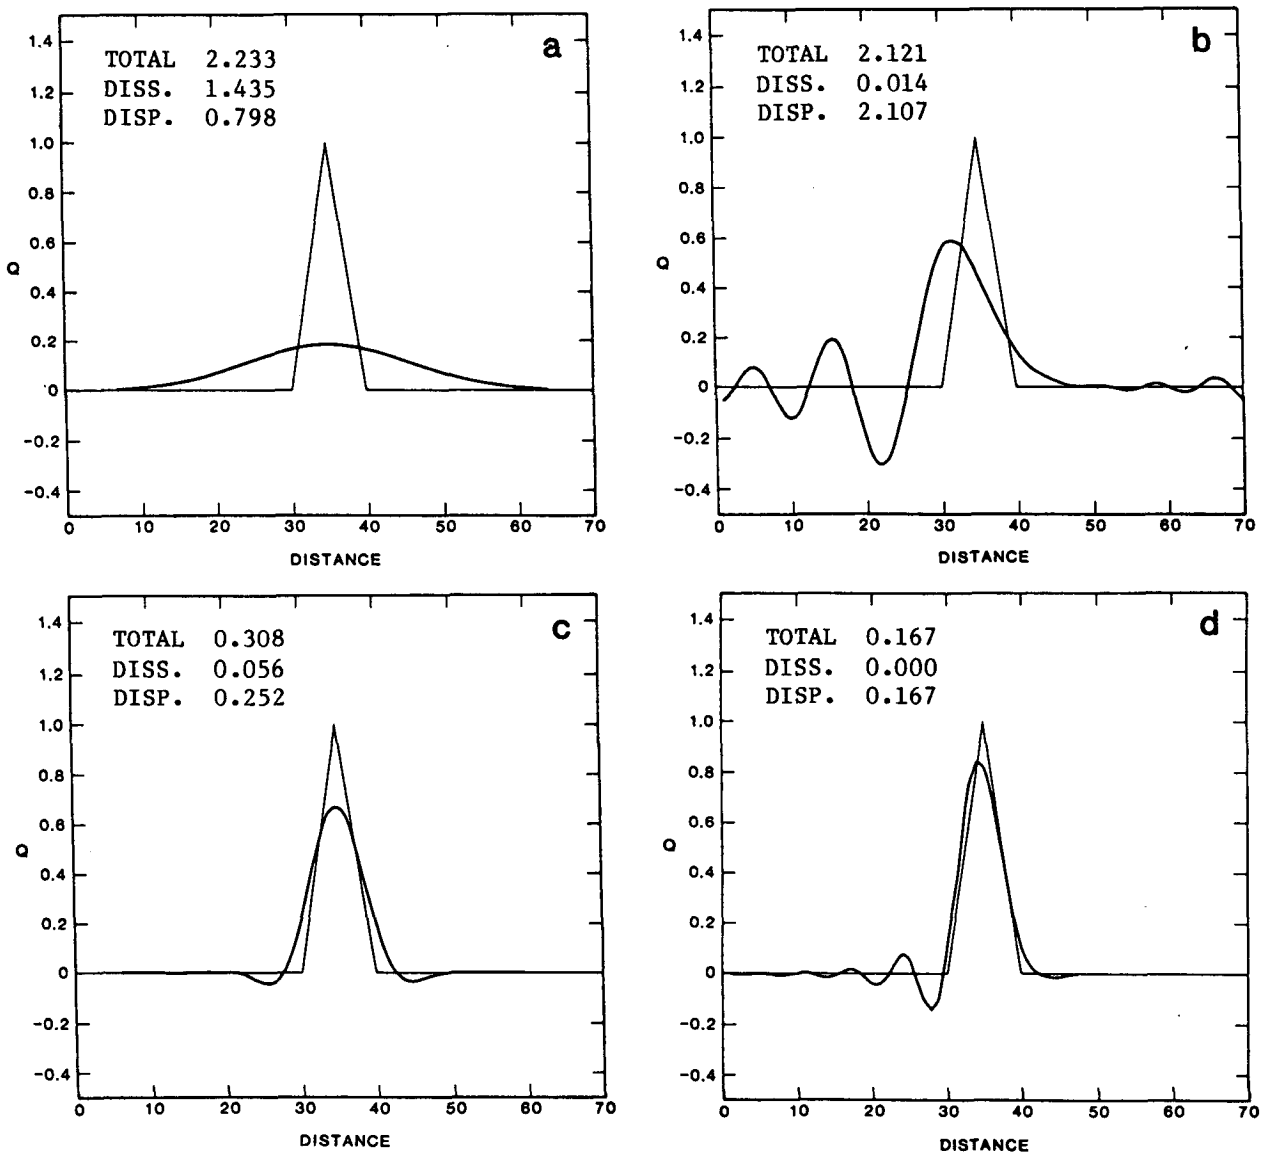 a
TOTAL 2.233
DISS. 1.435
DISP. 0.798
1.4
1.2
1.0
0.8
0.6
0.4
0.2
0
-0.2
-0.4
Q
0 10 20 30 40 50 60 70
DISTANCE
b
TOTAL 2.121
DISS. 0.014
DISP. 2.107
1.4
1.2
1.0
0.8
0.6
0.4
0.2
0
-0.2
-0.4
Q
0 10 20 30 40 50 60 70
DISTANCE
c
TOTAL 0.308
DISS. 0.056
DISP. 0.252
1.4
1.2
1.0
0.8
0.6
0.4
0.2
0
-0.2
-0.4
Q
0 10 20 30 40 50 60 70
DISTANCE
d
TOTAL 0.167
DISS. 0.000
DISP. 0.167
1.4
1.2
1.0
0.8
0.6
0.4
0.2
0
-0.2
-0.4
Q
0 10 20 30 40 50 60 70
DISTANCE